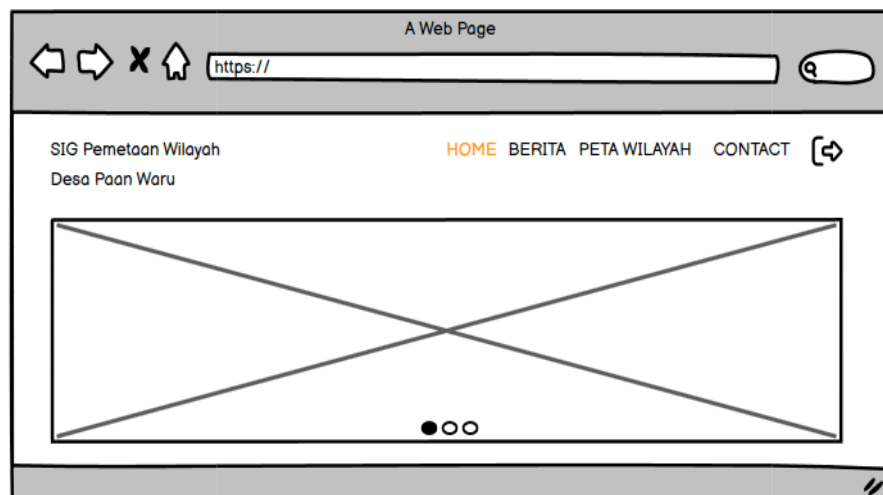 A Web Page
https://
SIG Pemetaan Wilayah
Desa Paan Waru
HOME BERITA PETA WILAYAH CONTACT